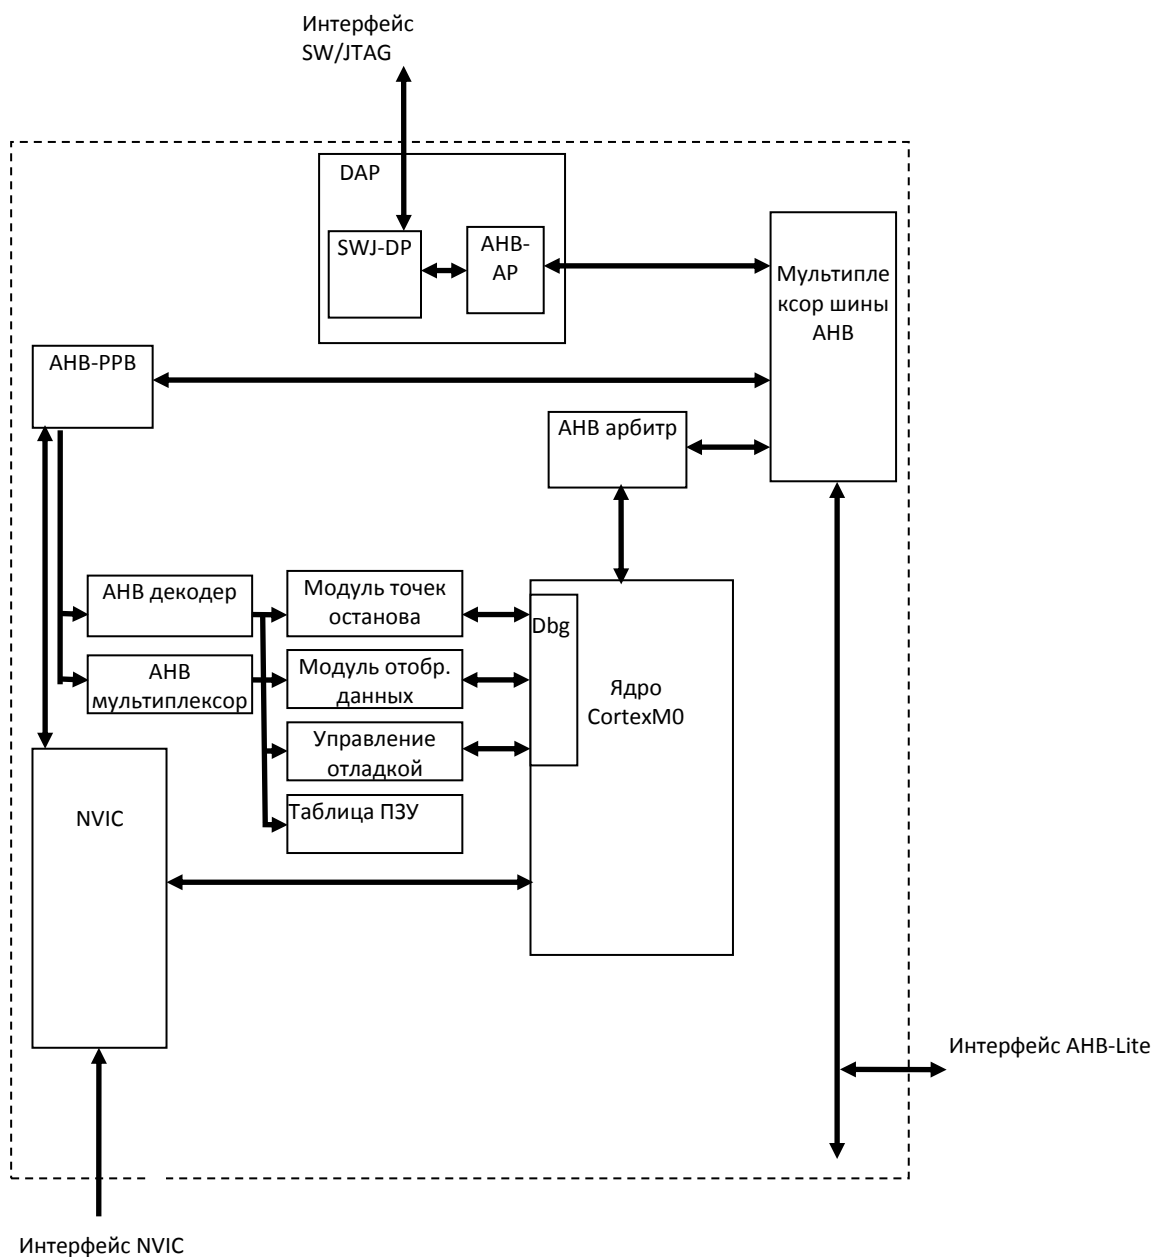 Интерфейс
SW/JTAG
DAP
SWJ-DP
AHB-
AP
Мультипле
ксор шины
AHB
AHB-PPB
AHB арбитр
AHB декодер
Модуль точек
останова
Dbg
AHB
мультиплексор
Модуль отобр.
данных
Ядро
CortexM0
Управление
отладкой
Таблица ПЗУ
NVIC
Интерфейс AHB-Lite
Интерфейс NVIC